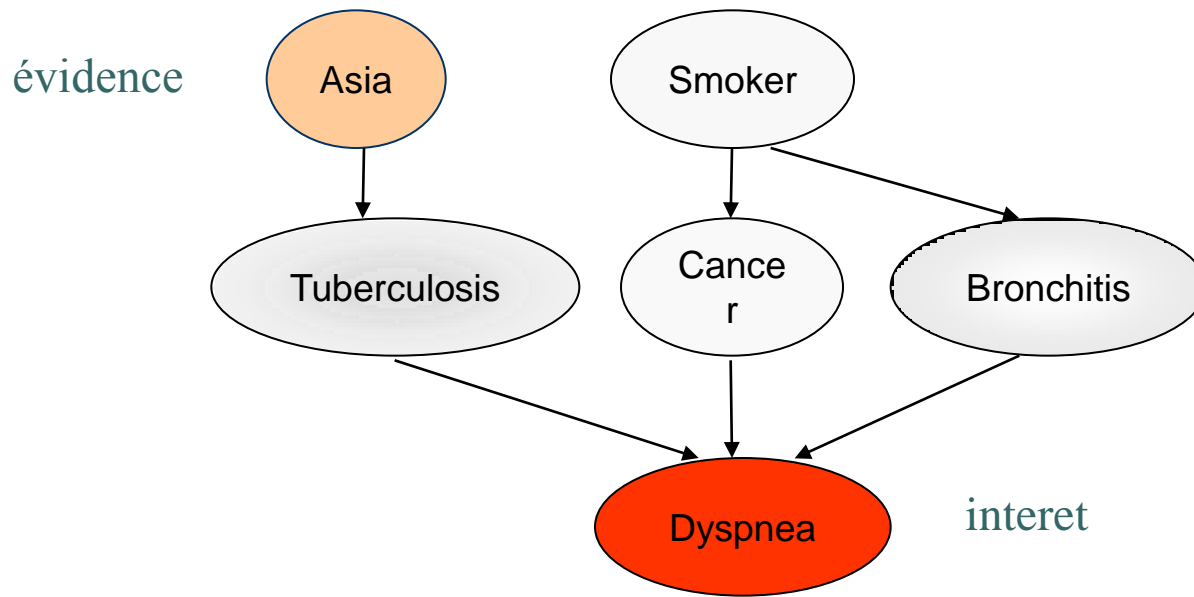 évidence
Asia
Smoker
Tuberculosis
Cance
r
Bronchitis
Dyspnea
interet